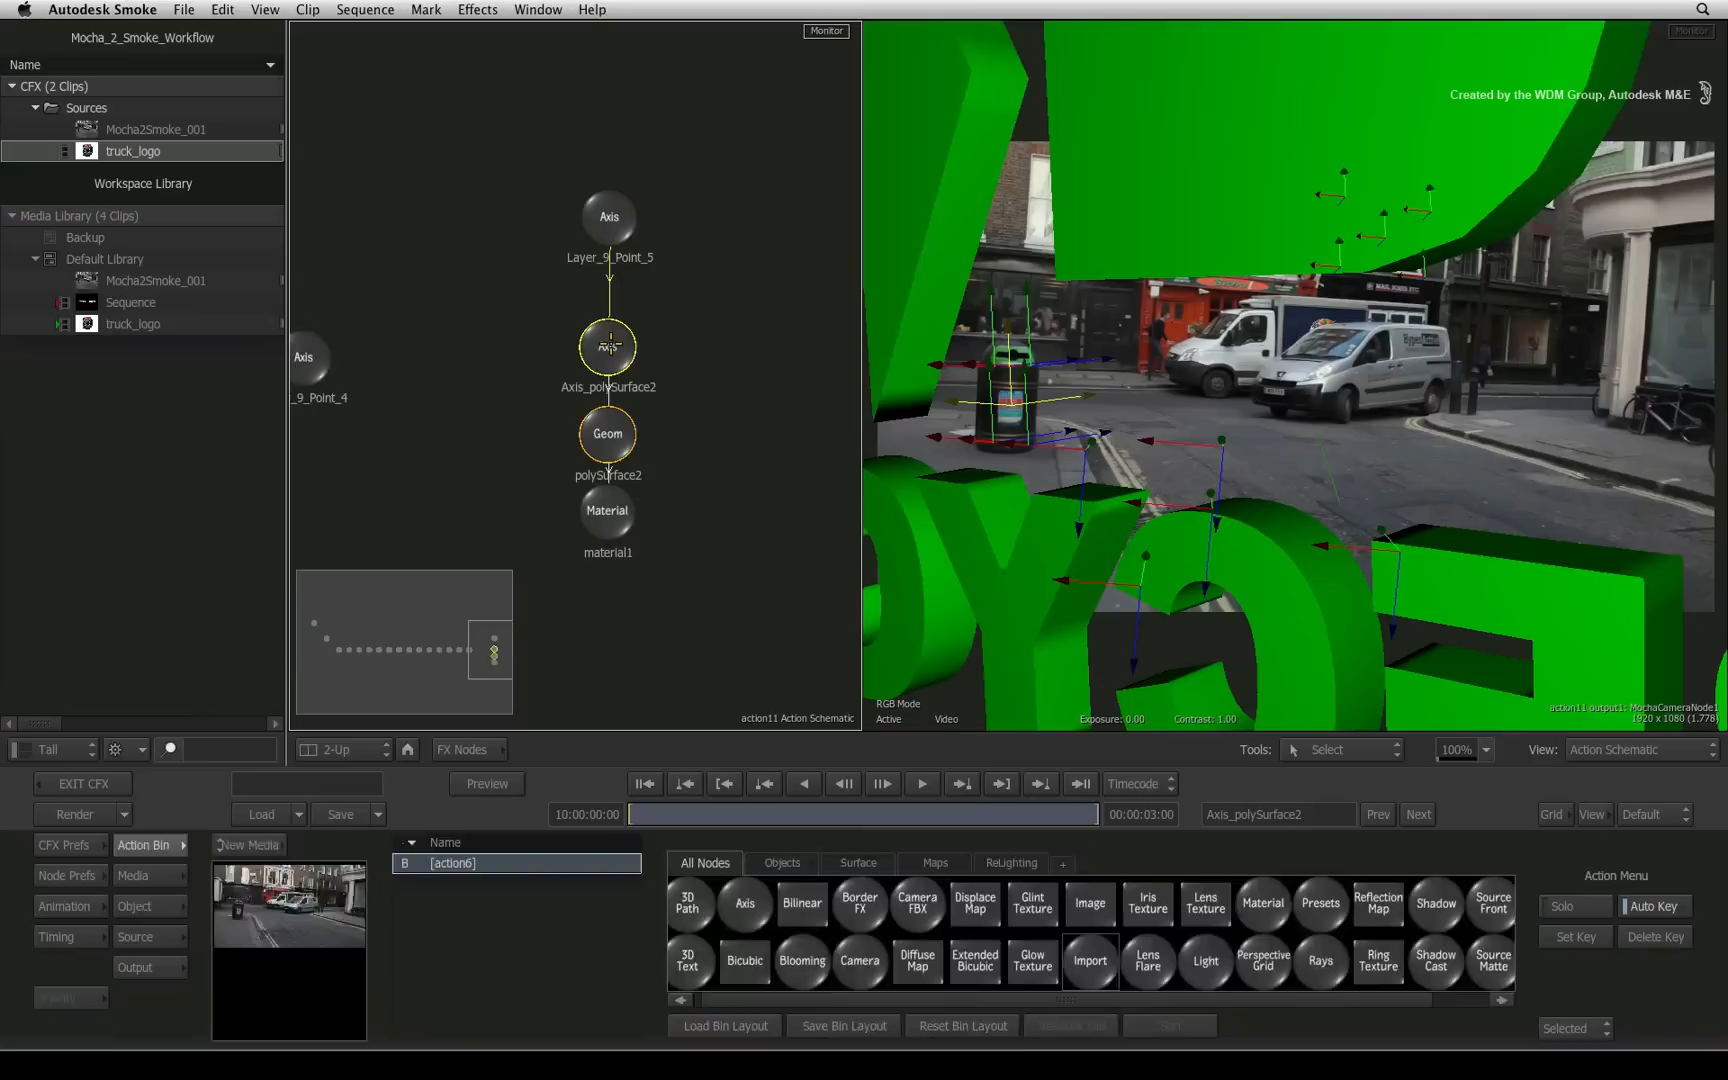 Autodesk Smoke File Edit View Clip Sequence Mark Effects Window Help
Mocha_2_Smoke_Workflow
Name
CFX (2 Clips)
Sources
Mocha2Smoke_001
truck_logo
Workspace Library
Media Library (4 Clips)
Backup
Default Library
Mocha2Smoke_001
Sequence
truck_logo
Monitor
Axis
Layer_9_Point_5
Axis
_9_Point_4
Axis
Axis_polySurface2
Geom
polySurface2
Material
material1
action11 Action Schematic
Monitor
Created by the WDM Group, Autodesk M&E
RGB Mode
Active Video Exposure: 0.00 Contrast: 1.00
action11 output1: MochaCameraNode1
1920 x 1080 (1.778)
Tall 2-Up FX Nodes Tools: Select 100% View: Action Schematic
EXIT CFX Preview Timecode
Render Load Save 10:00:00:00 00:00:03:00 Axis_polySurface2 Prev Next Grid View Default
CFX Prefs Action Bin New Media
Node Prefs Media
Animation Object
Timing Source
Output
Name
B [action6]
All Nodes Objects Surface Maps ReLighting +
3D Path Axis Bilinear Border FX Camera FBX Displace Map Glint Texture Image Iris Texture Lens Texture Material Presets Reflection Map Shadow Source Front
3D Text Bicubic Blooming Camera Diffuse Map Extended Bicubic Glow Texture Import Lens Flare Light Perspective Grid Rays Ring Texture Shadow Cast Source Matte
Load Bin Layout Save Bin Layout Reset Bin Layout
Action Menu
Solo Auto Key
Set Key Delete Key
Selected